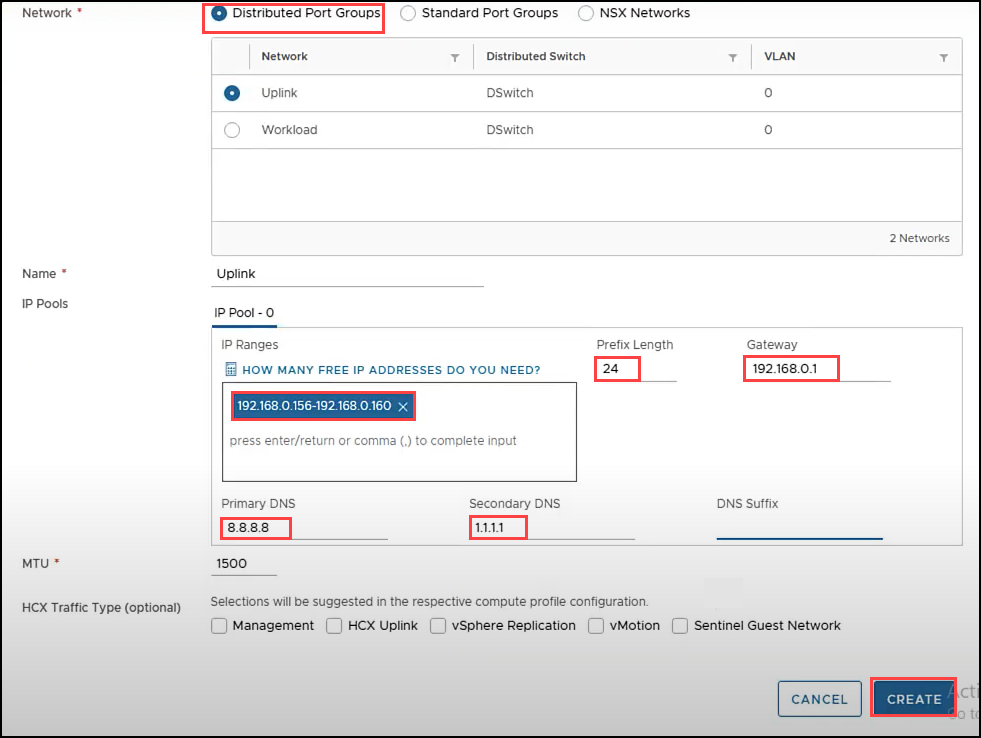 Network * Distributed Port Groups Standard Port Groups NSX Networks
Network Distributed Switch VLAN
Uplink DSwitch 0
Workload DSwitch 0
2 Networks
Name * Uplink
IP Pools
IP Pool - 0
IP Ranges Prefix Length Gateway
HOW MANY FREE IP ADDRESSES DO YOU NEED? 24 192.168.0.1
192.168.0.156-192.168.0.160
press enter/return or comma (,) to complete input
Primary DNS Secondary DNS DNS Suffix
8.8.8.8 1.1.1.1
MTU * 1500
Selections will be suggested in the respective compute profile configuration.
HCX Traffic Type (optional)
Management HCX Uplink vSphere Replication vMotion Sentinel Guest Network
CANCEL CREATE